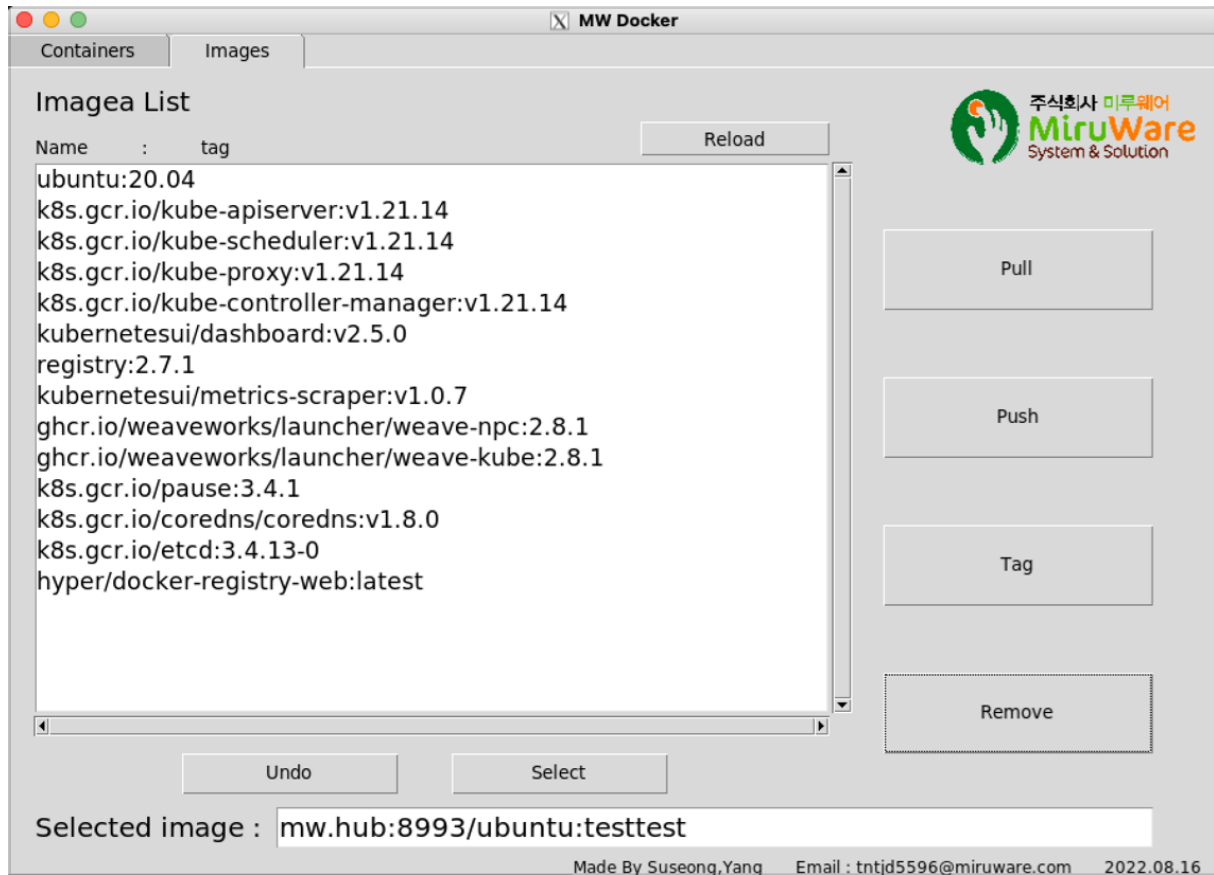 MW Docker
Containers Images
Imagea List
주식회사 미루웨어
MiruWare
System & Solution
Name : tag
Reload
ubuntu:20.04
k8s.gcr.io/kube-apiserver:v1.21.14
k8s.gcr.io/kube-scheduler:v1.21.14
k8s.gcr.io/kube-proxy:v1.21.14
k8s.gcr.io/kube-controller-manager:v1.21.14
kubernetesui/dashboard:v2.5.0
registry:2.7.1
kubernetesui/metrics-scraper:v1.0.7
ghcr.io/weaveworks/launcher/weave-npc:2.8.1
ghcr.io/weaveworks/launcher/weave-kube:2.8.1
k8s.gcr.io/pause:3.4.1
k8s.gcr.io/coredns/coredns:v1.8.0
k8s.gcr.io/etcd:3.4.13-0
hyper/docker-registry-web:latest
Pull
Push
Tag
Remove
Undo Select
Selected image : mw.hub:8993/ubuntu:testtest
Made By Suseong,Yang Email : tntjd5596@miruware.com 2022.08.16